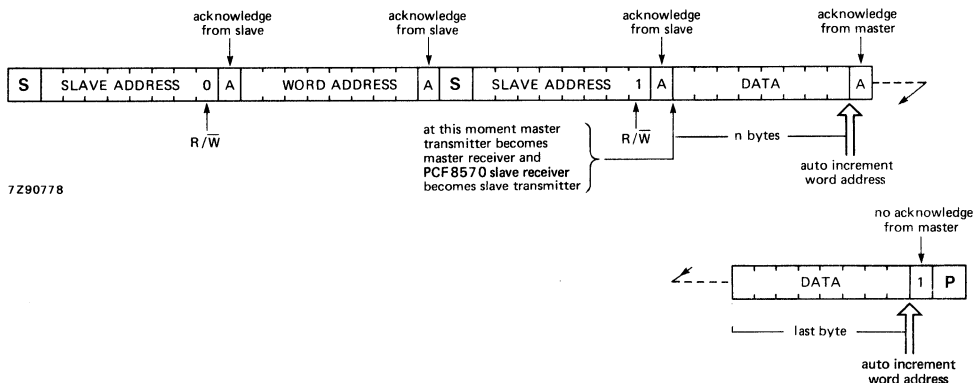 acknowledge
from slave
acknowledge
from slave
acknowledge
from slave
acknowledge
from master
S SLAVE ADDRESS 0 A WORD ADDRESS A S SLAVE ADDRESS 1 A DATA A
R/W̅
R/W̅
at this moment master
transmitter becomes
master receiver and
PCF8570 slave receiver
becomes slave transmitter
n bytes
auto increment
word address
7Z90778
no acknowledge
from master
DATA 1 P
last byte
auto increment
word address